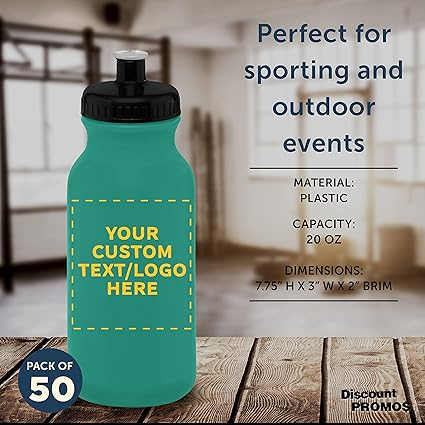 Perfect for
sporting and
outdoor
events
MATERIAL:
PLASTIC
CAPACITY:
20 OZ
DIMENSIONS:
7.75” H X 3” W X 2” BRIM
YOUR
CUSTOM
TEXT/LOGO
HERE
PACK OF
50
Discount
PROMOS